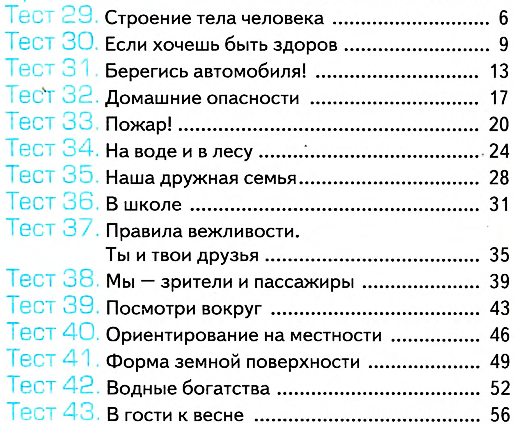 Тест 29. Строение тела человека ..................... 6
Тест 30. Если хочешь быть здоров ..................... 9
Тест 31. Берегись автомобиля! ..................... 13
Тест 32. Домашние опасности ..................... 17
Тест 33. Пожар! ..................... 20
Тест 34. На воде и в лесу ..................... 24
Тест 35. Наша дружная семья ..................... 28
Тест 36. В школе ..................... 31
Тест 37. Правила вежливости.
Ты и твои друзья ..................... 35
Тест 38. Мы — зрители и пассажиры ..................... 39
Тест 39. Посмотри вокруг ..................... 43
Тест 40. Ориентирование на местности ..................... 46
Тест 41. Форма земной поверхности ..................... 49
Тест 42. Водные богатства ..................... 52
Тест 43. В гости к весне ..................... 56